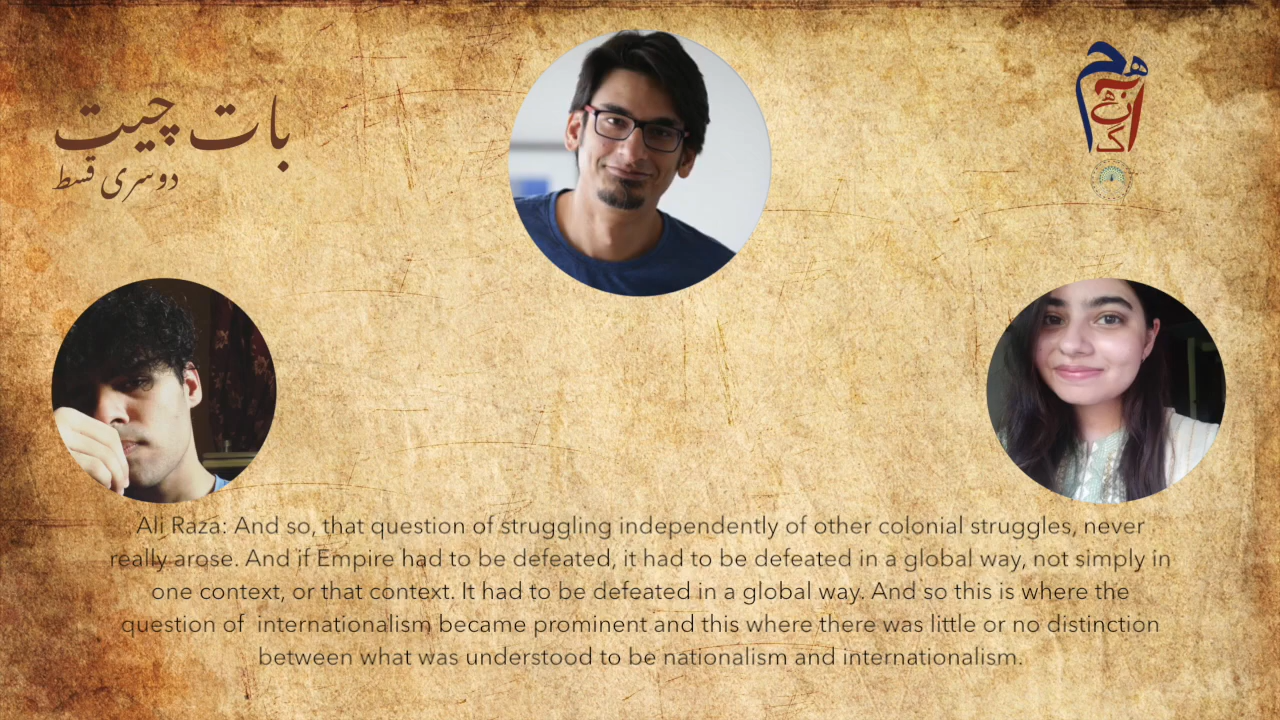 بات چیت
دوسری قسط
Ali Raza: And so, that question of struggling independently of other colonial struggles, never
really arose. And if Empire had to be defeated, it had to be defeated in a global way, not simply in
one context, or that context. It had to be defeated in a global way. And so this is where the
question of  internationalism became prominent and this where there was little or no distinction
between what was understood to be nationalism and internationalism.